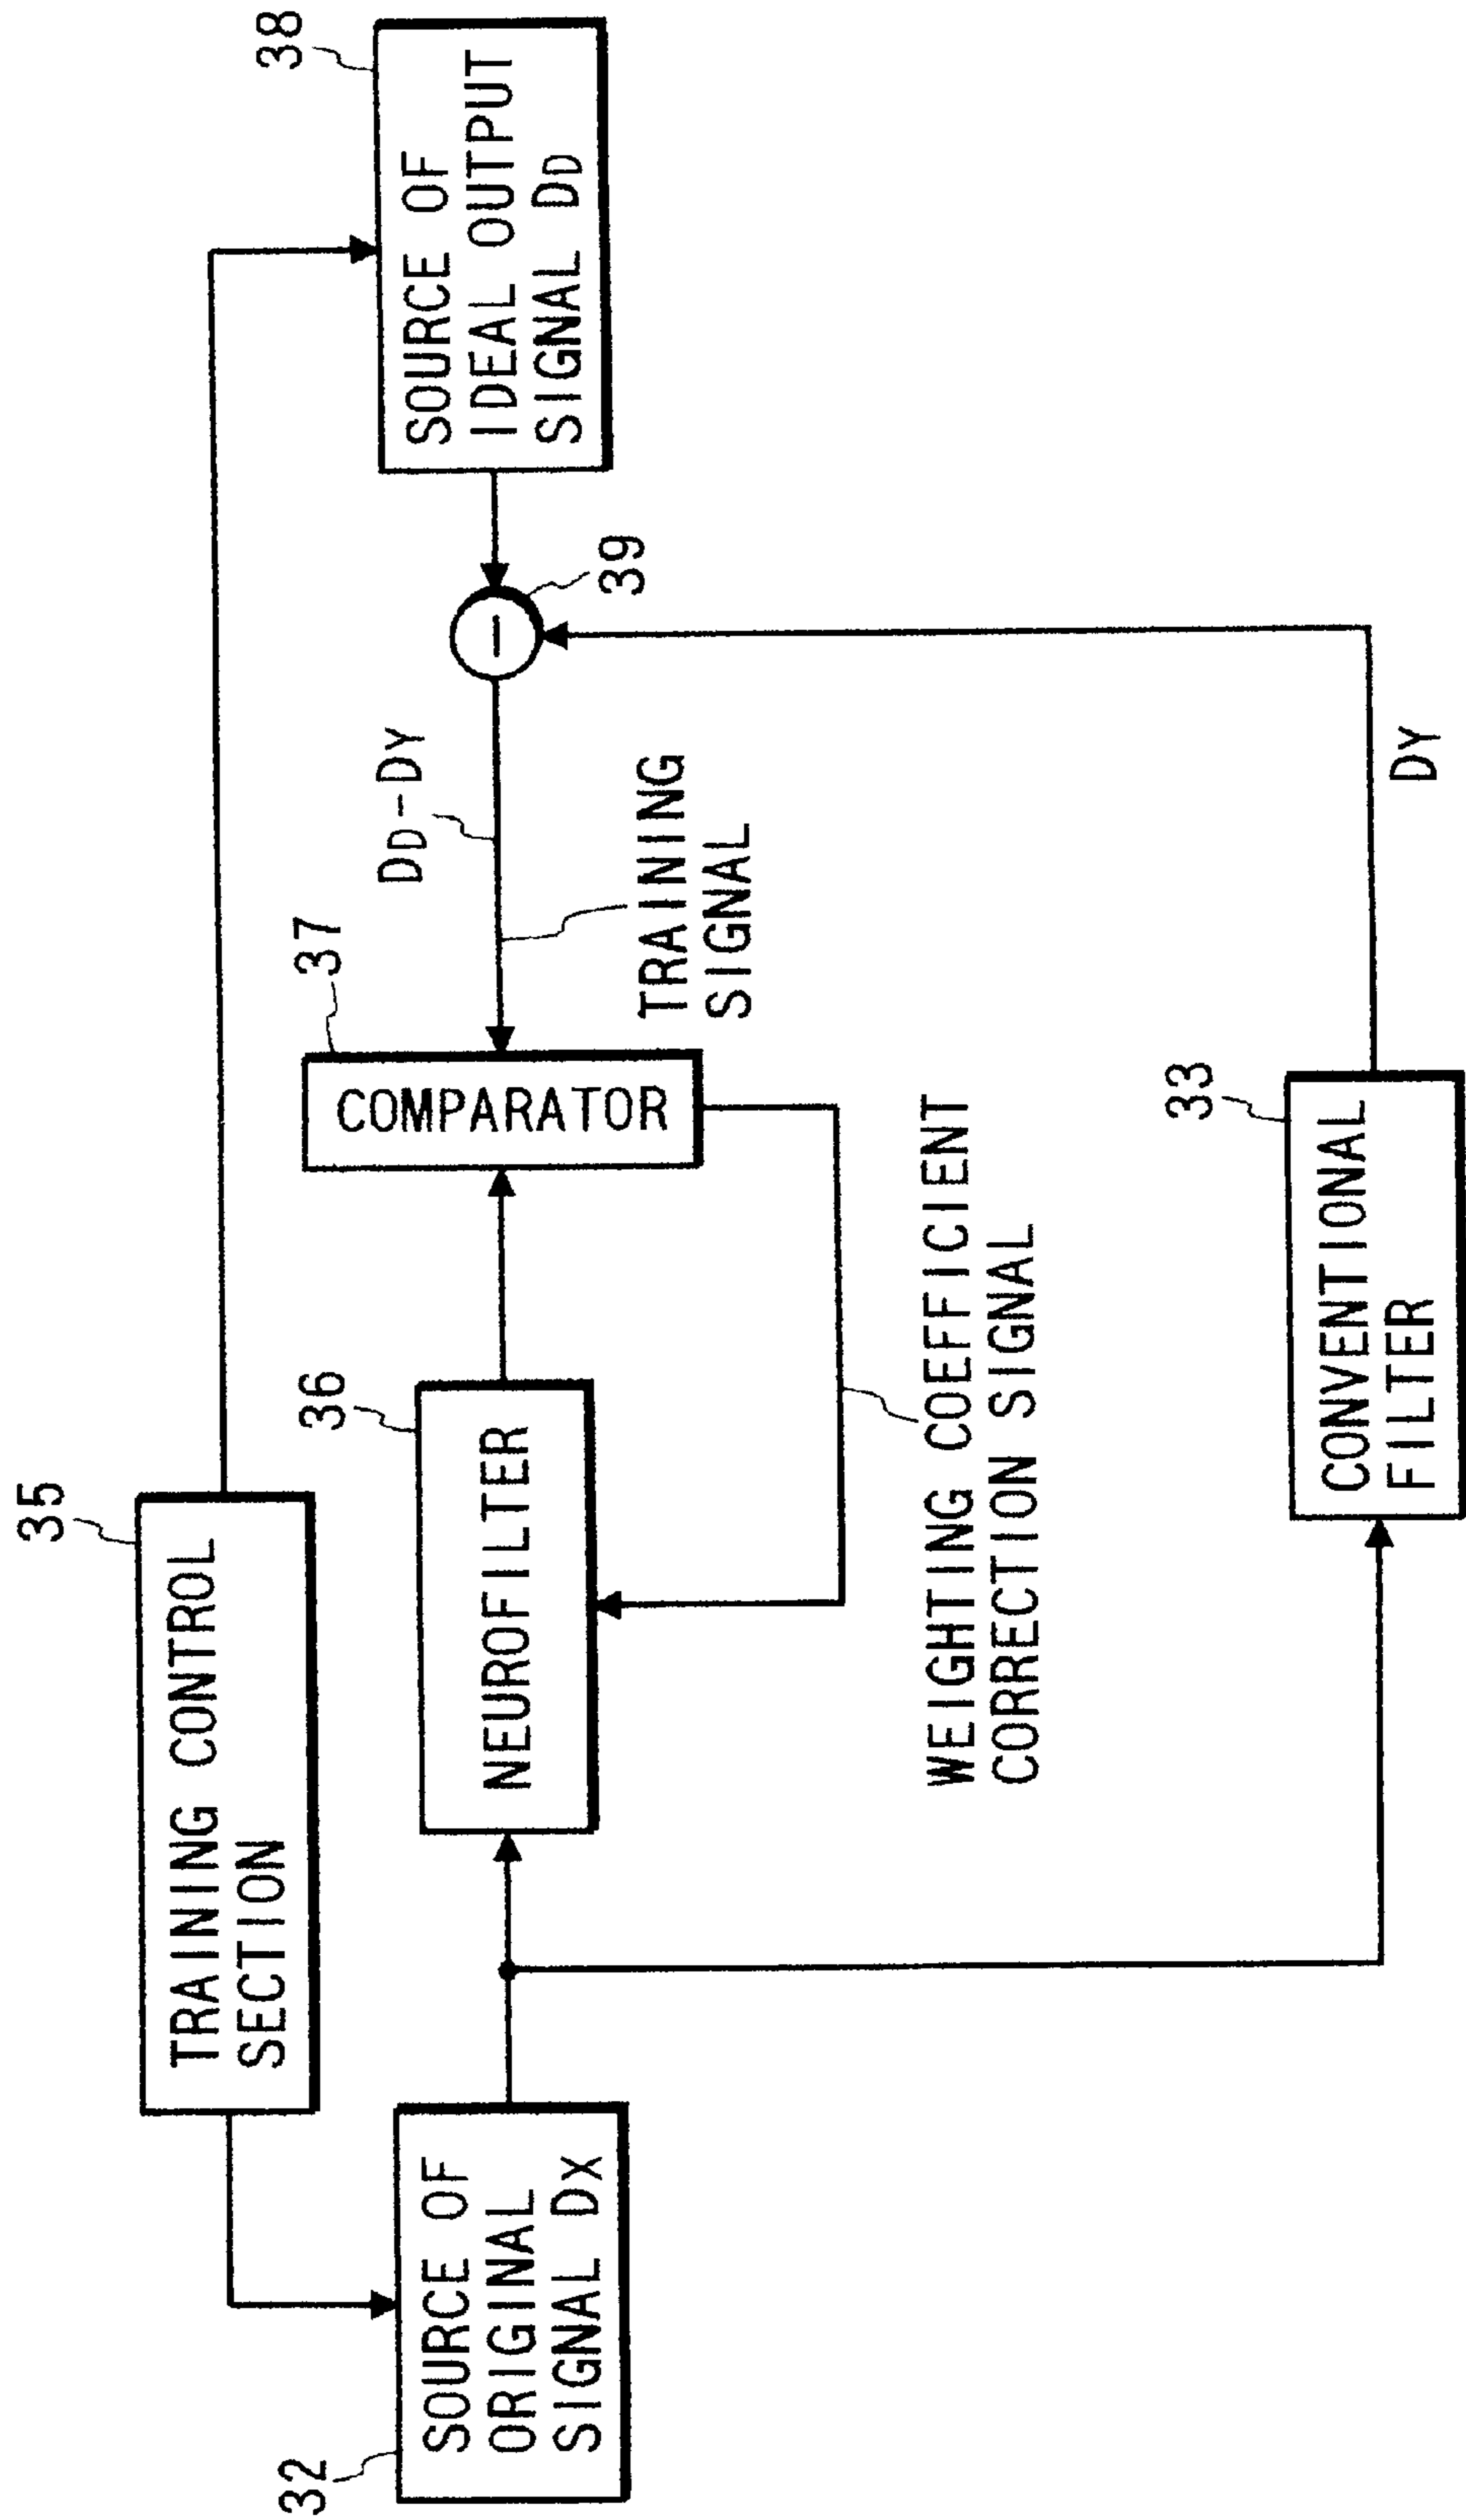 35
TRAINING CONTROL
SECTION
32
SOURCE OF
ORIGINAL
SIGNAL DX
36
NEUROFILTER
37
COMPARATOR
DD-DY
TRAINING
SIGNAL
39
38
SOURCE OF
IDEAL OUTPUT
SIGNAL DD
WEIGHTING COEFFICIENT
CORRECTION SIGNAL
33
CONVENTIONAL
FILTER
DY